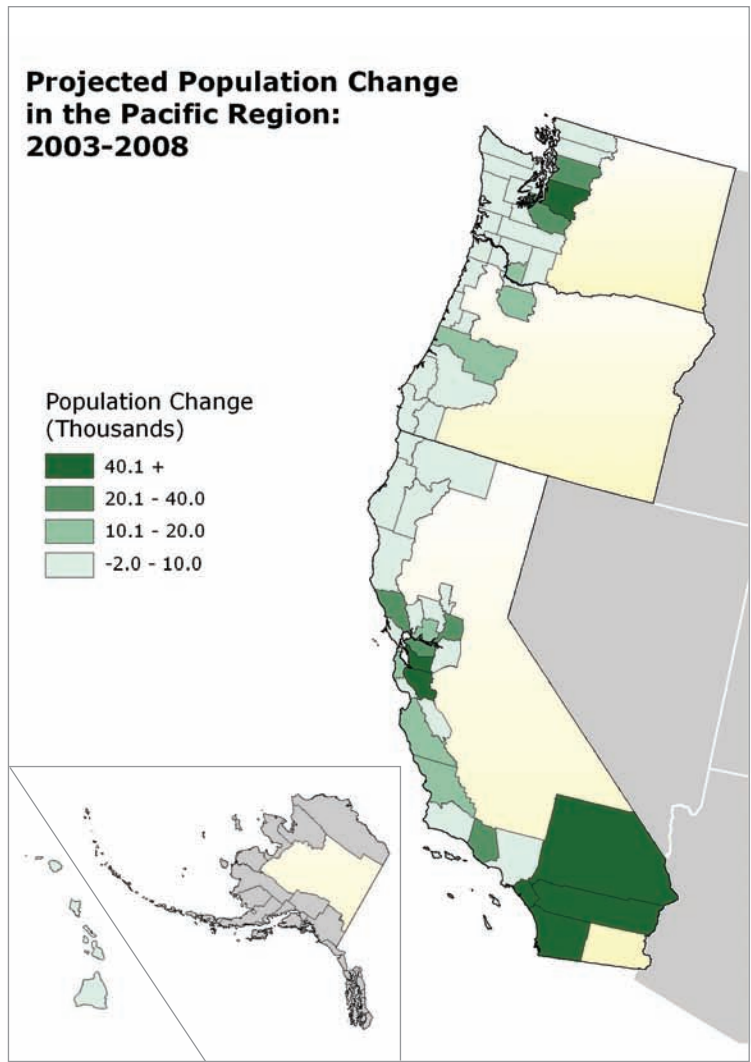 Projected Population Change
in the Pacific Region:
2003-2008
Population Change
(Thousands)
40.1 +
20.1 - 40.0
10.1 - 20.0
-2.0 - 10.0